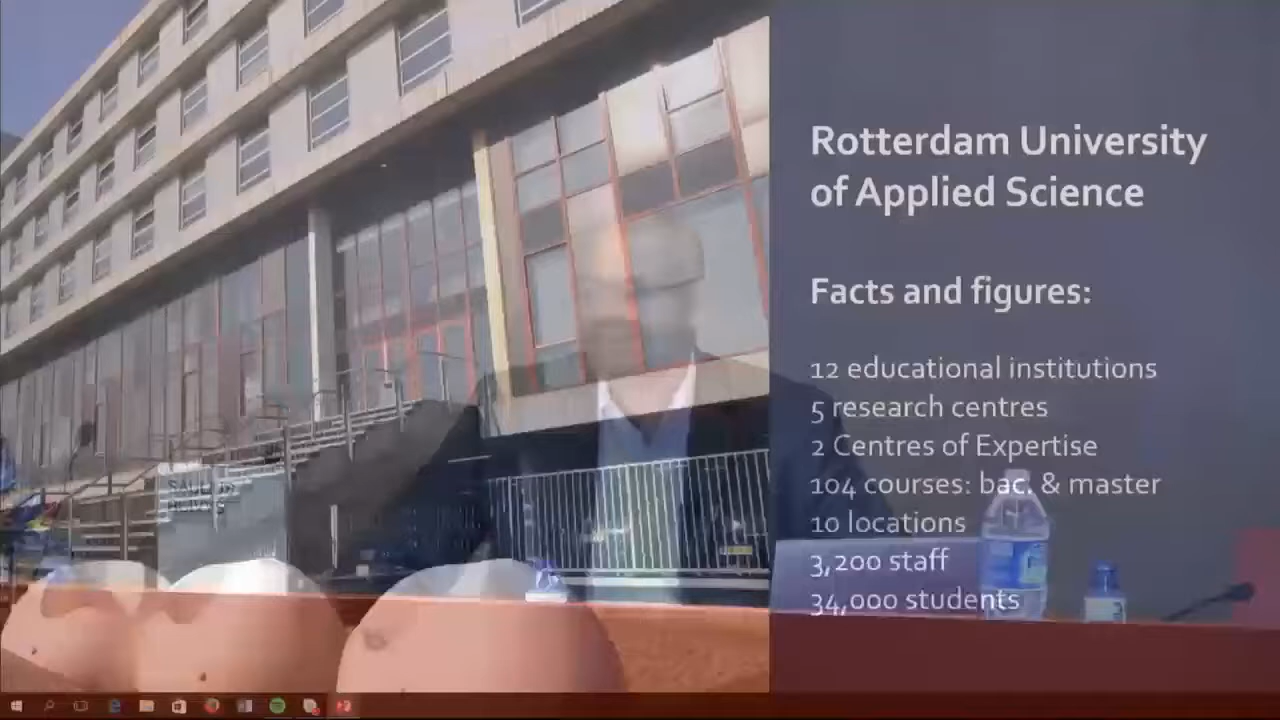 Rotterdam University
of Applied Science
Facts and figures:
12 educational institutions
5 research centres
2 Centres of Expertise
104 courses: bac. & master
10 locations
3,200 staff
34,000 students